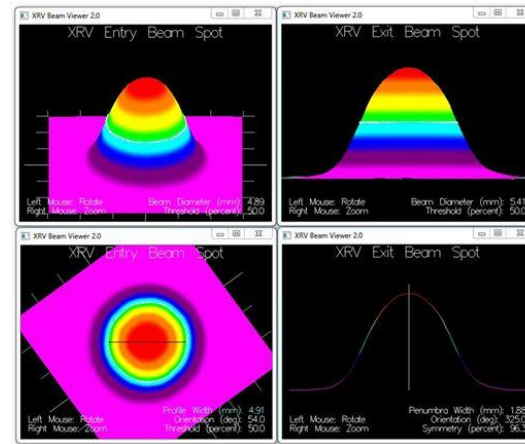 XRV Beam Viewer 2.0
XRV Entry Beam Spot
Left Mouse: Rotate
Right Mouse: Zoom
Beam Diameter (mm): 4.89
Threshold (percent): 50.0
XRV Beam Viewer 2.0
XRV Exit Beam Spot
Left Mouse: Rotate
Right Mouse: Zoom
Beam Diameter (mm): 5.41
Threshold (percent): 50.0
XRV Beam Viewer 2.0
XRV Entry Beam Spot
Left Mouse: Rotate
Right Mouse: Zoom
Profile Width (mm): 4.91
Orientation (deg): 54.0
Threshold (percent): 50.0
XRV Beam Viewer 2.0
XRV Exit Beam Spot
Left Mouse: Rotate
Right Mouse: Zoom
Penumbra Width (mm): 1.88
Orientation (deg):
Symmetry (percent):